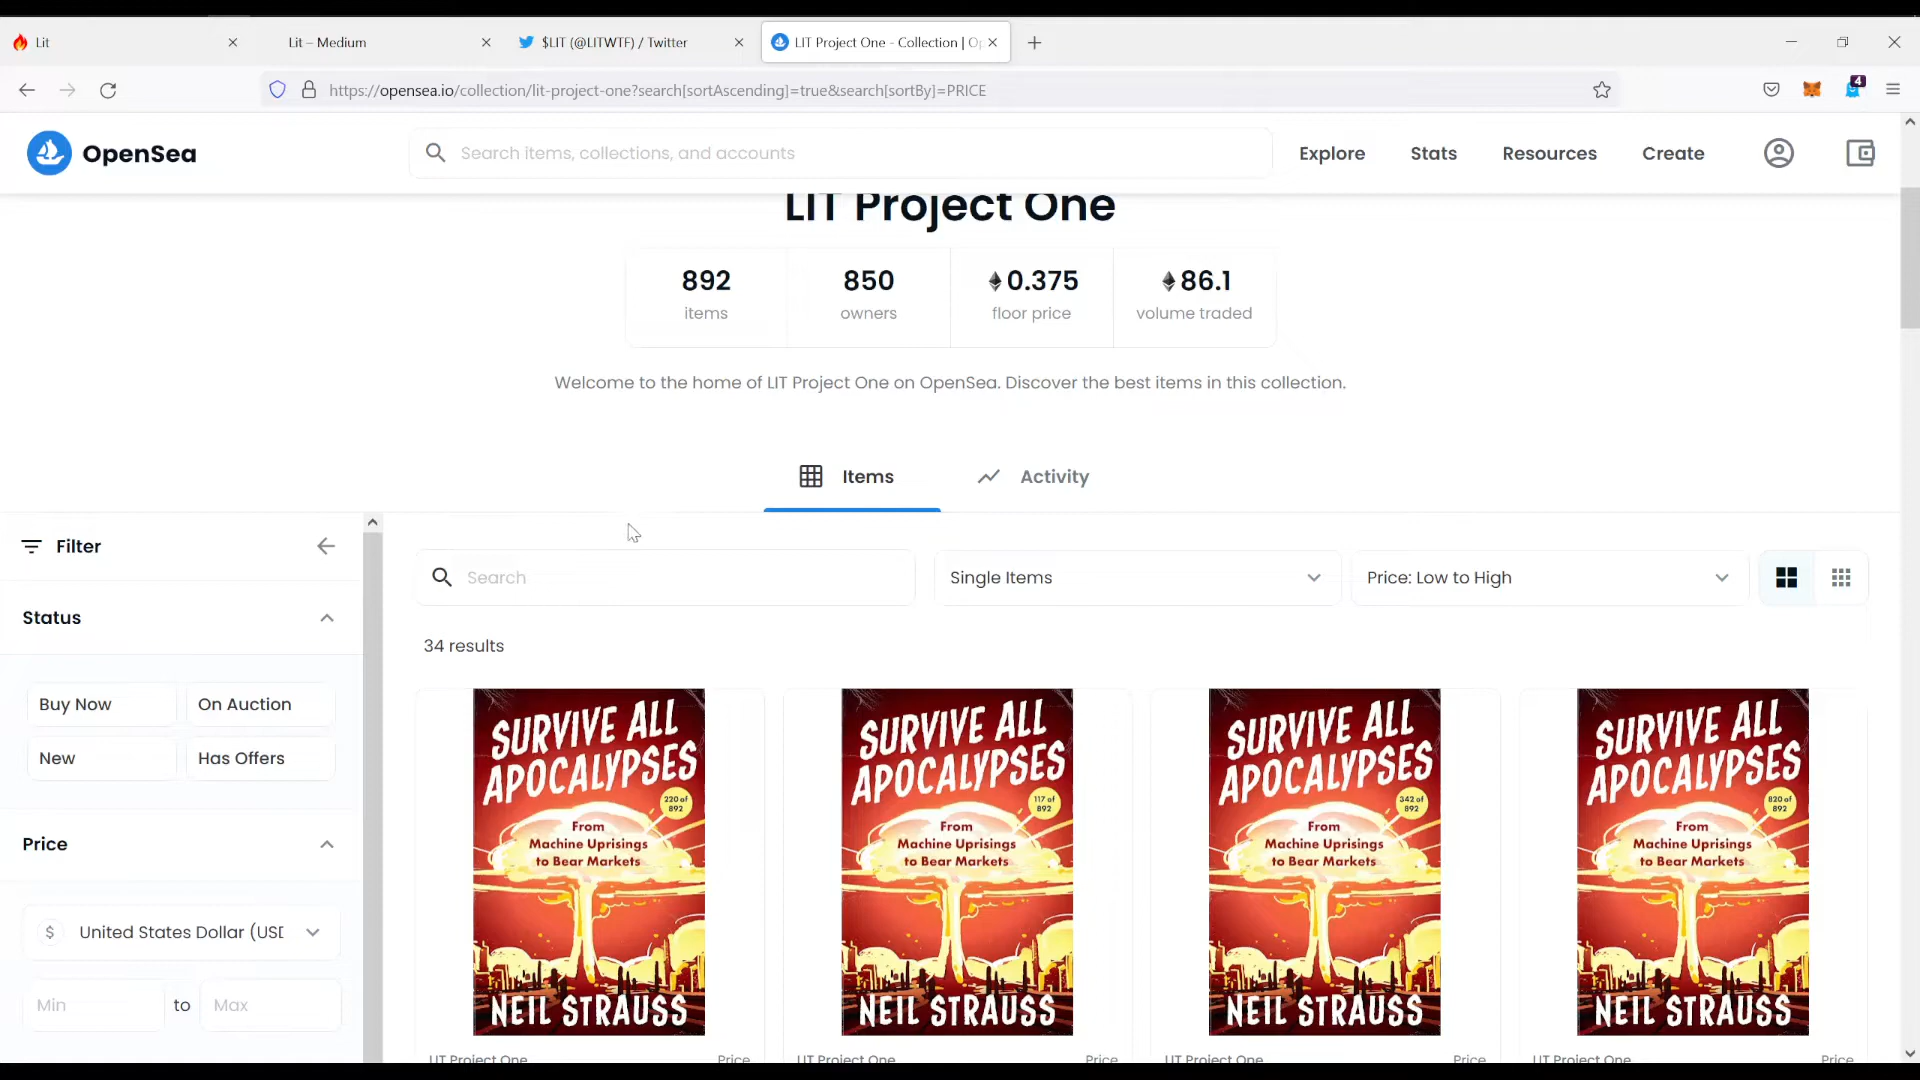 Lit
Lit – Medium
$LIT (@LITWTF) / Twitter
LIT Project One - Collection | Op
https://opensea.io/collection/lit-project-one?search[sortAscending]=true&search[sortBy]=PRICE
4
OpenSea
Search items, collections, and accounts
Explore
Stats
Resources
Create
LIT Project One
892
850
0.375
86.1
items
owners
floor price
volume traded
Welcome to the home of LIT Project One on OpenSea. Discover the best items in this collection.
Items
Activity
Filter
Search
Single Items
Price: Low to High
Status
34 results
Buy Now
On Auction
New
Has Offers
Price
$ United States Dollar (USD
Min
to
Max
SURVIVE ALL
APOCALYPSES
220 of
892
From
Machine Uprisings
to Bear Markets
NEIL STRAUSS
LIT Project One
Price
SURVIVE ALL
APOCALYPSES
117 of
892
From
Machine Uprisings
to Bear Markets
NEIL STRAUSS
LIT Project One
Price
SURVIVE ALL
APOCALYPSES
342 of
892
From
Machine Uprisings
to Bear Markets
NEIL STRAUSS
LIT Project One
Price
SURVIVE ALL
APOCALYPSES
820 of
892
From
Machine Uprisings
to Bear Markets
NEIL STRAUSS
LIT Project One
Price